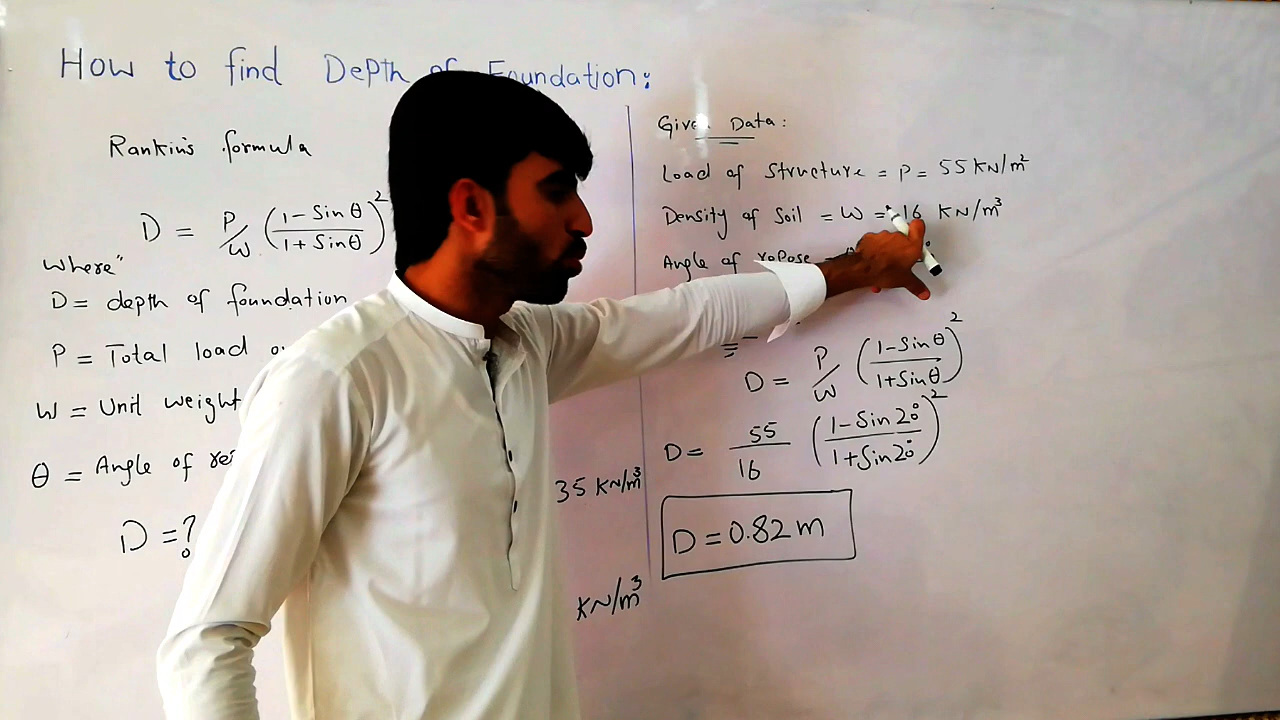 How to find Depth of Foundation:
Rankin's formula
D = P/W (1 - Sin θ / 1 + Sin θ)²
where"
D = depth of foundation
P = Total load
W = Unit weight
θ = Angle of
D = ?
35 KN/m³
KN/m³
Given Data:
Load of Structure = P = 55 KN/m²
Density of Soil = W = 16 KN/m³
Angle of repose =
D = P/W (1 - Sin θ / 1 + Sin θ)²
D = 55/16 (1 - Sin 20° / 1 + Sin 20°)²
D = 0.82 m